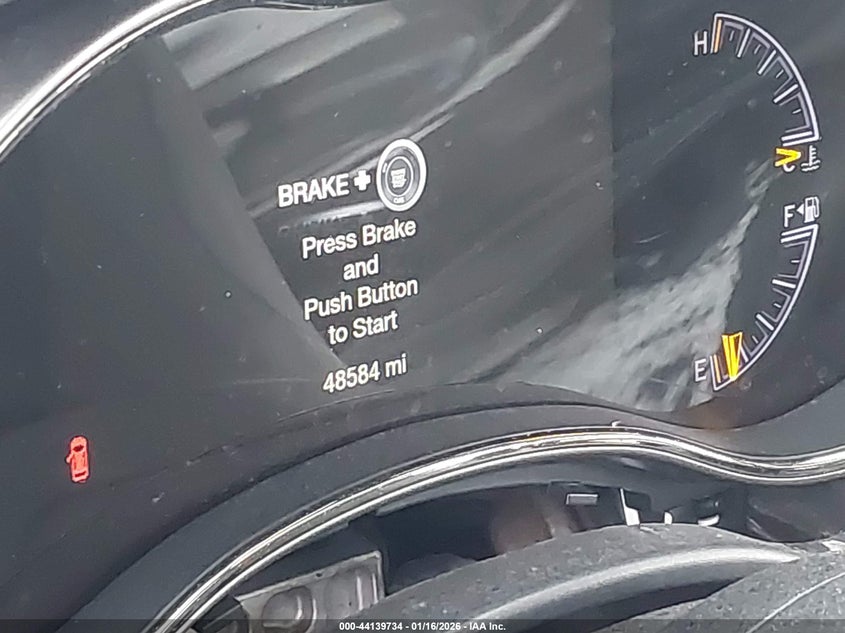 H
BRAKE +
Press Brake
and
Push Button
to Start
48584 mi
C
F
E
000-44139734 - 01/16/2026 - IAA Inc.